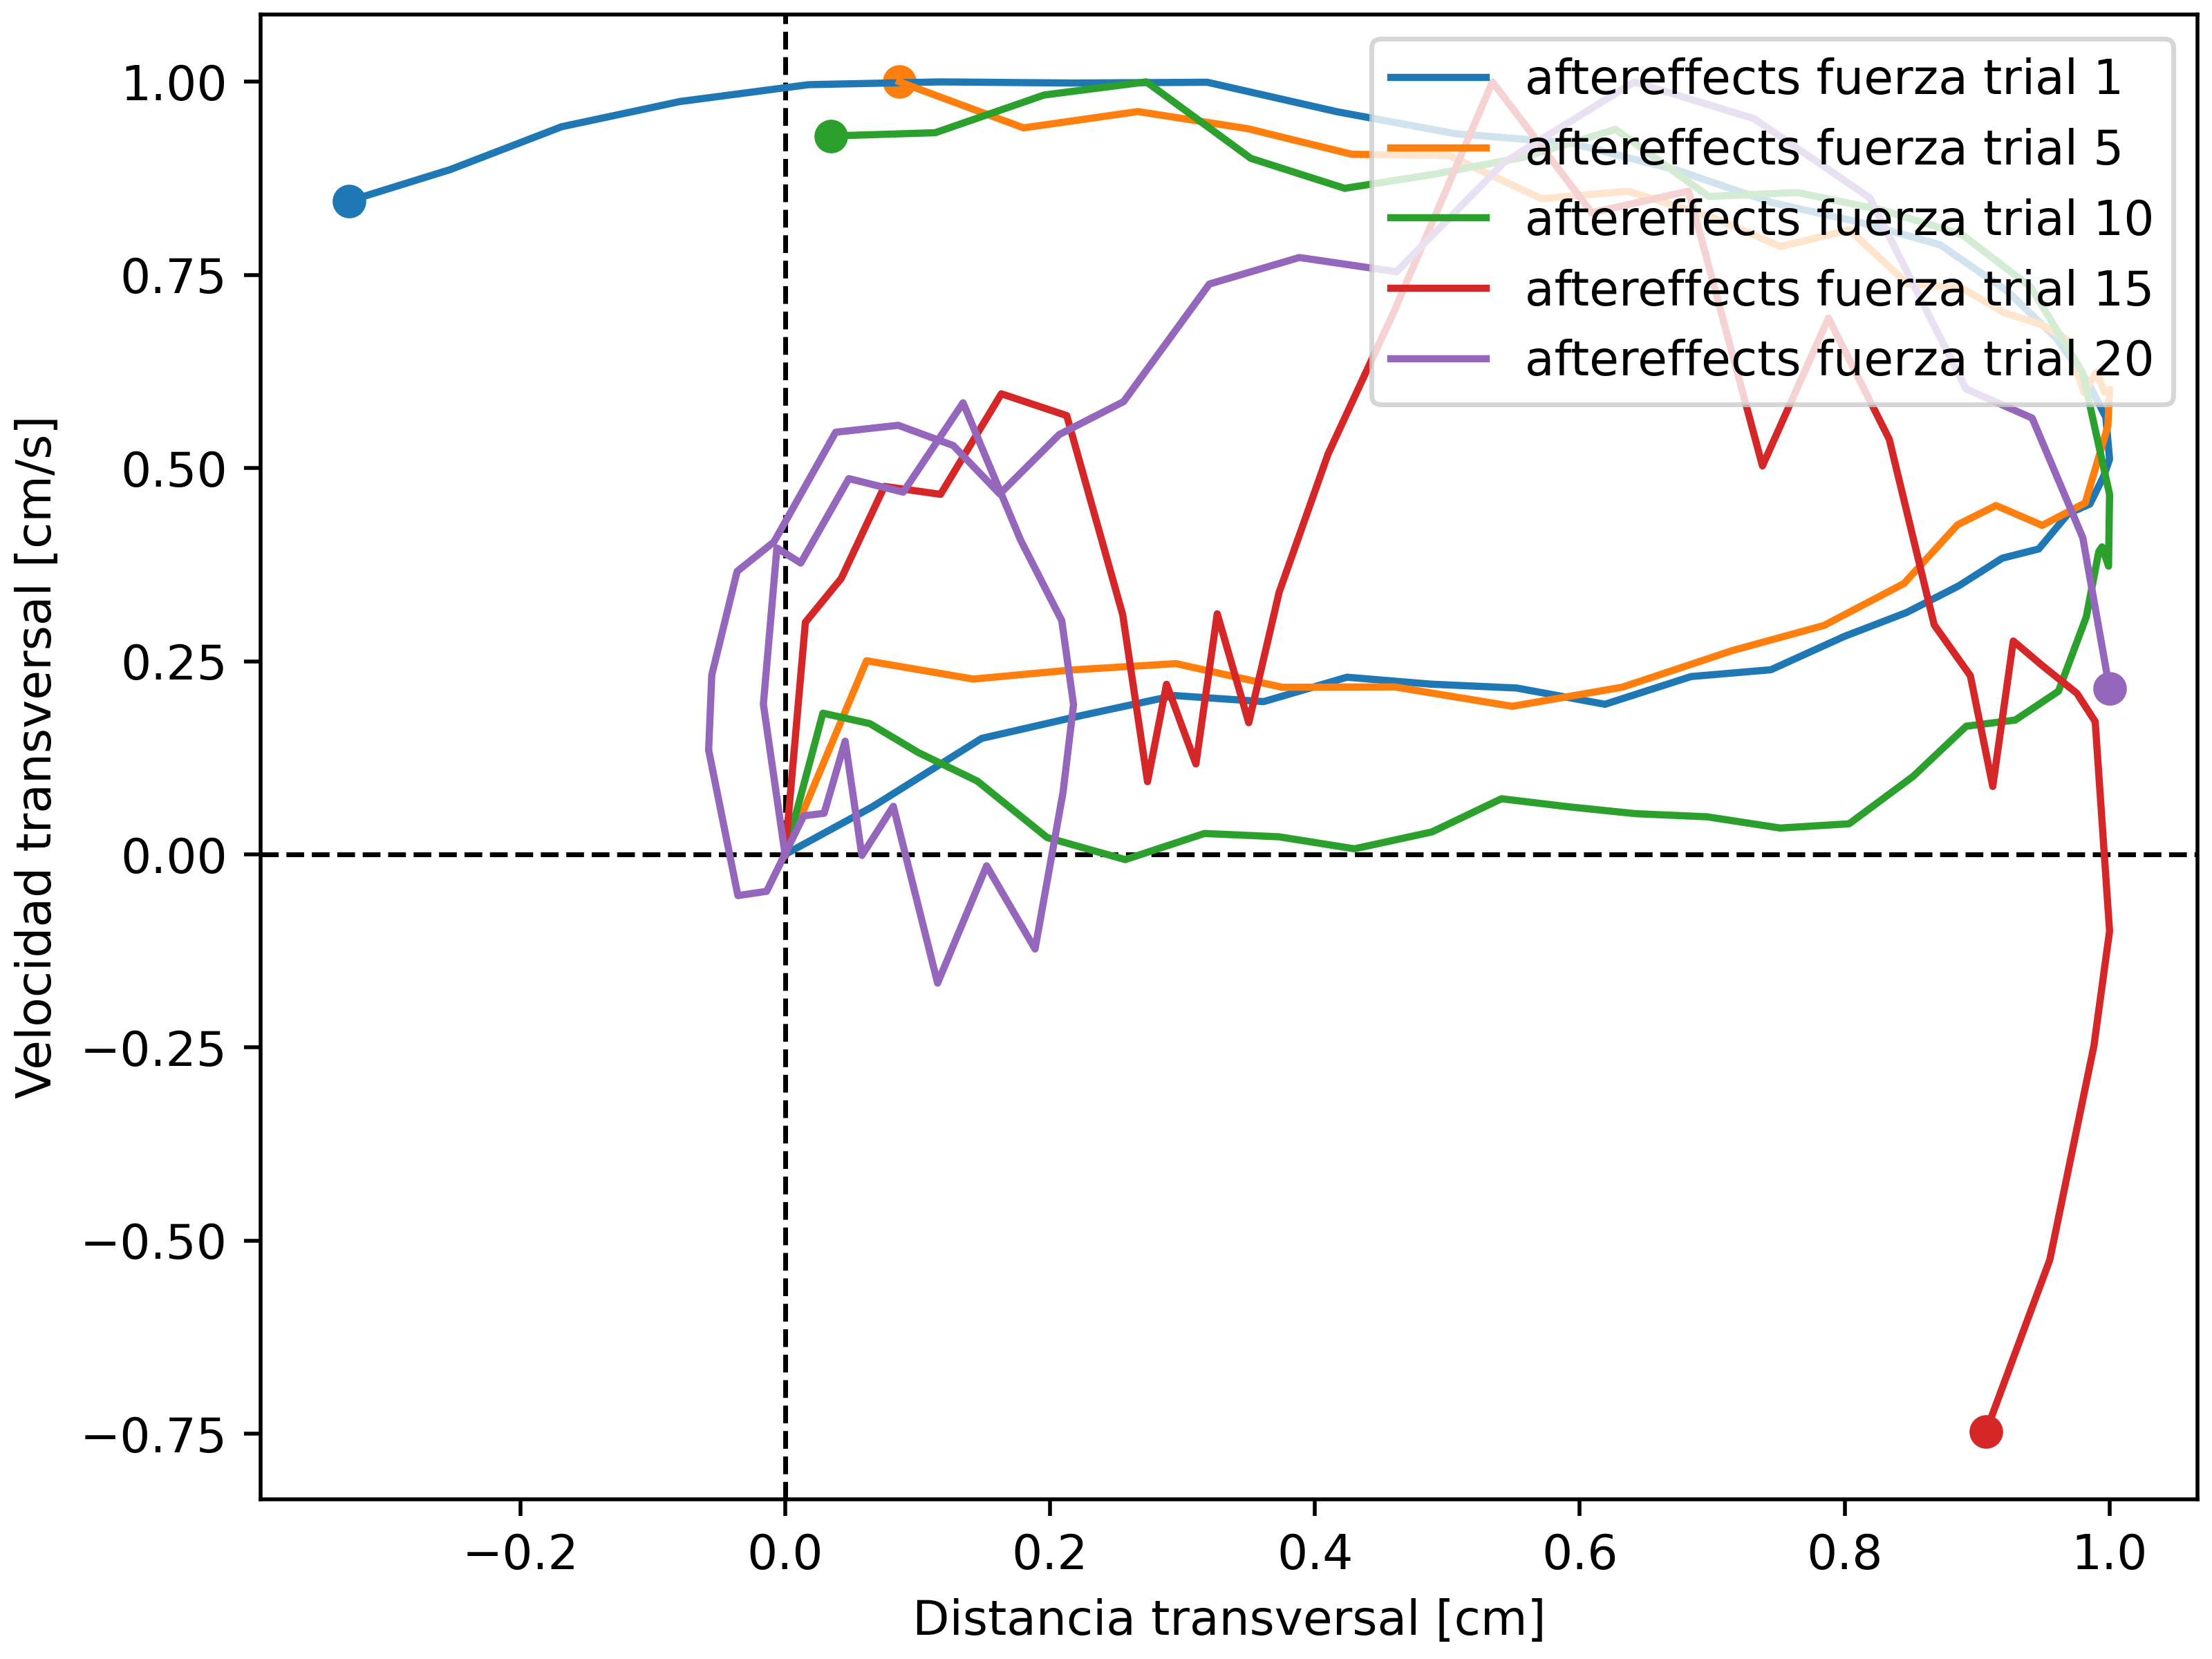 aftereffects fuerza trial 1
aftereffects fuerza trial 5
aftereffects fuerza trial 10
aftereffects fuerza trial 15
aftereffects fuerza trial 20
Velocidad transversal [cm/s]
1.00
0.75
0.50
0.25
0.00
−0.25
−0.50
−0.75
−0.2 0.0 0.2 0.4 0.6 0.8 1.0
Distancia transversal [cm]